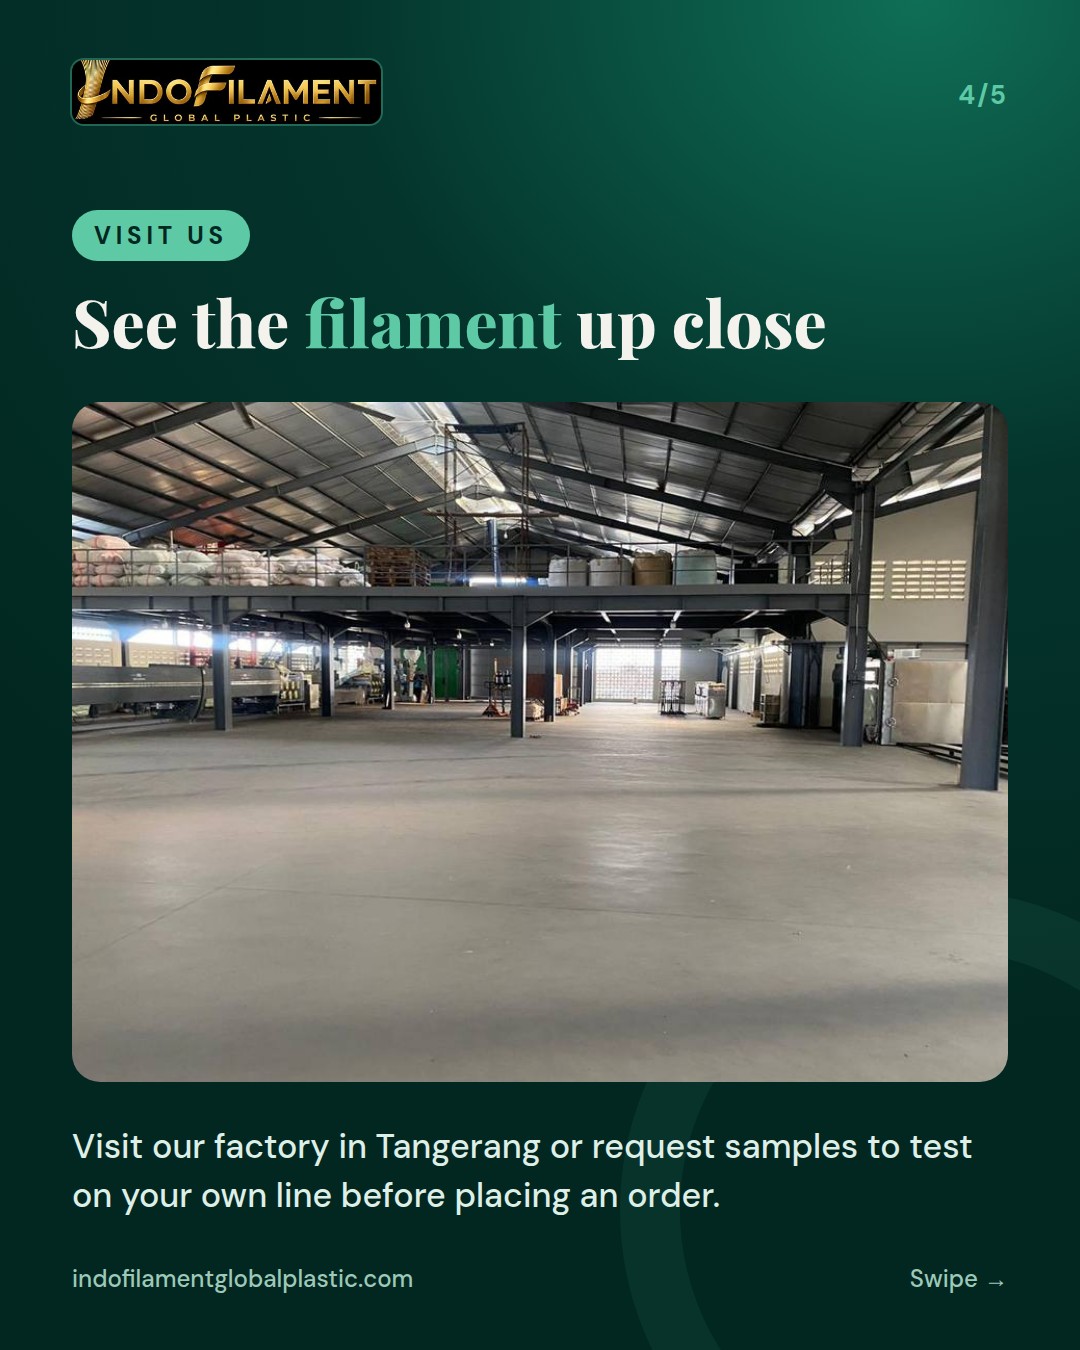 INDOFILAMENT
GLOBAL PLASTIC
4/5
VISIT US
See the filament up close
Visit our factory in Tangerang or request samples to test
on your own line before placing an order.
indofilamentglobalplastic.com
Swipe →